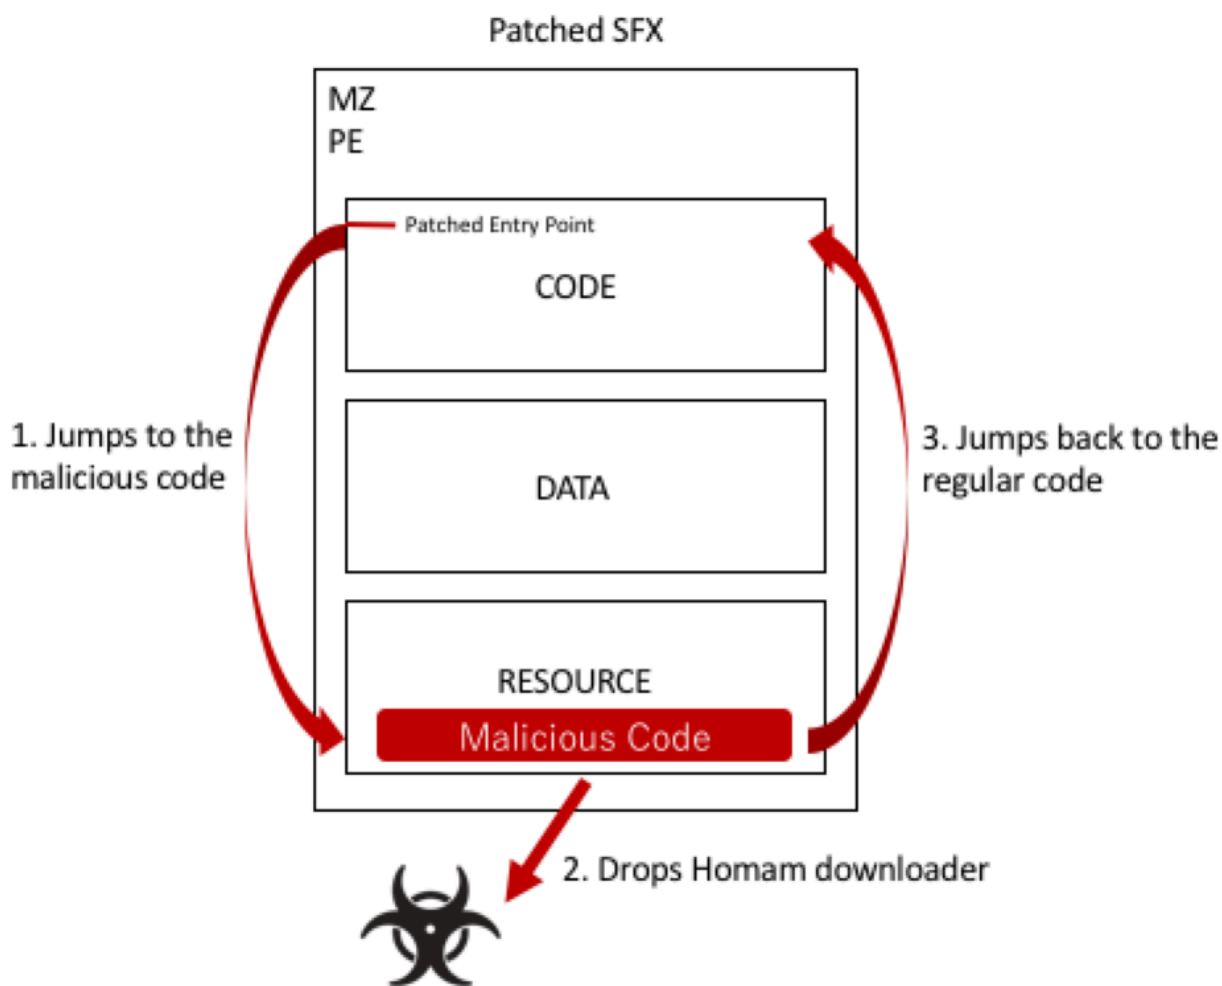 Patched SFX
MZ
PE
Patched Entry Point
CODE
1. Jumps to the
malicious code
3. Jumps back to the
regular code
DATA
RESOURCE
Malicious Code
2. Drops Homam downloader